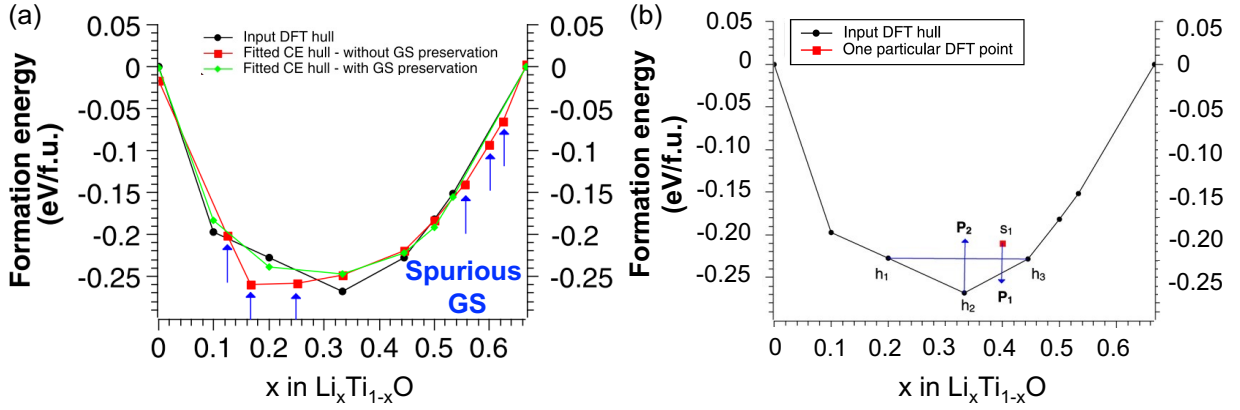 (a)
Input DFT hull
Fitted CE hull - without GS preservation
Fitted CE hull - with GS preservation
Formation energy
(eV/f.u.)
0.05
0
-0.05
-0.1
-0.15
-0.2
-0.25
0.05
0
-0.05
-0.1
-0.15
-0.2
-0.25
Spurious
GS
0
0.1
0.2
0.3
0.4
0.5
0.6
x in LixTi1-xO
(b)
Input DFT hull
One particular DFT point
Formation energy
(eV/f.u.)
0.05
0
-0.05
-0.10
-0.15
-0.20
-0.25
0.05
0
-0.05
-0.10
-0.15
-0.20
-0.25
P2
s1
h1
h2
P1
h3
0
0.1
0.2
0.3
0.4
0.5
0.6
x in LixTi1-xO